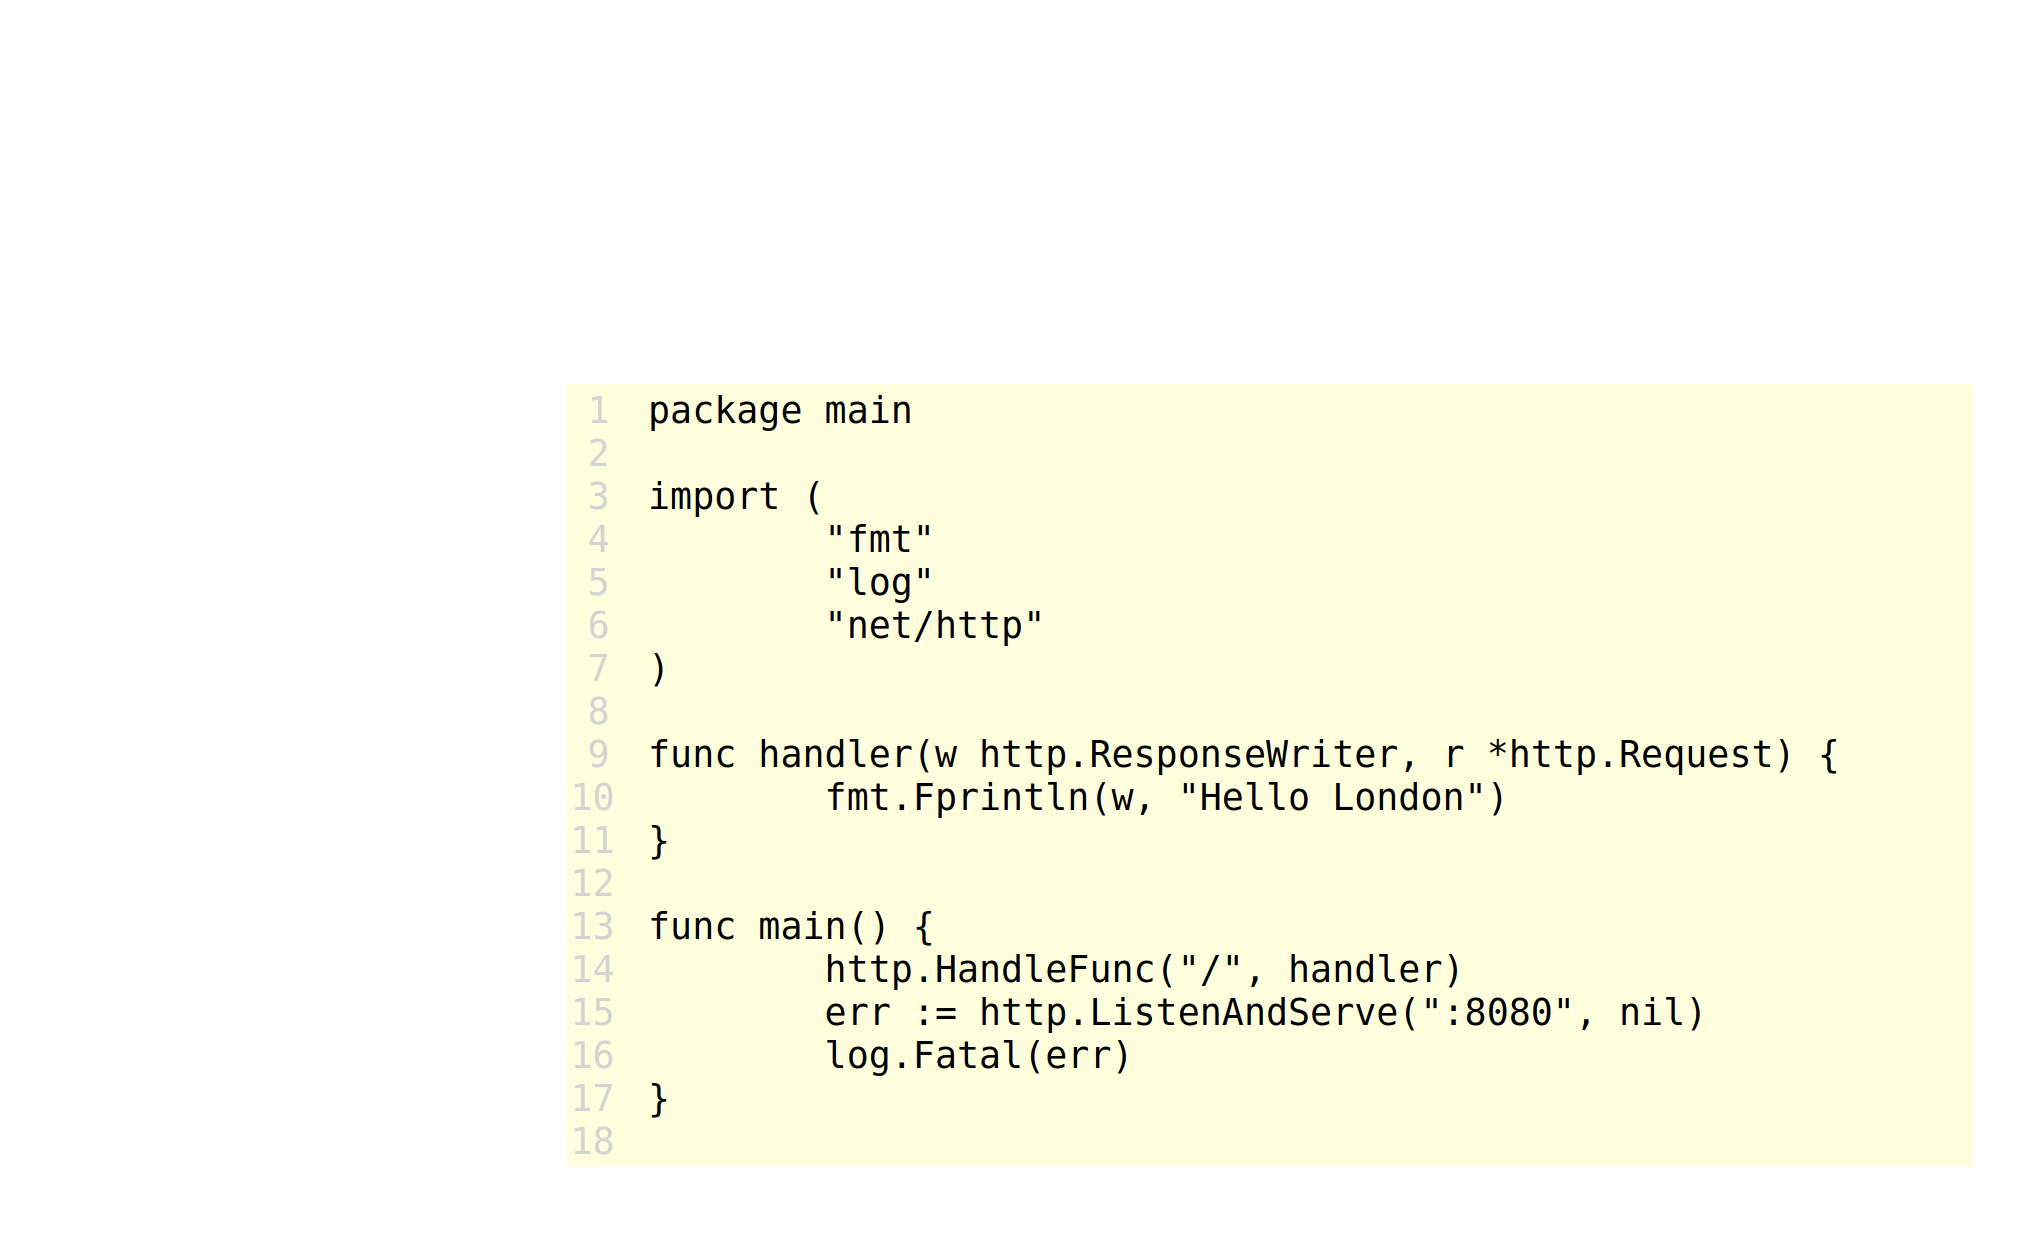 1 package main
2
3 import (
4         "fmt"
5         "log"
6         "net/http"
7 )
8
9 func handler(w http.ResponseWriter, r *http.Request) {
10         fmt.Fprintln(w, "Hello London")
11 }
12
13 func main() {
14         http.HandleFunc("/", handler)
15         err := http.ListenAndServe(":8080", nil)
16         log.Fatal(err)
17 }
18